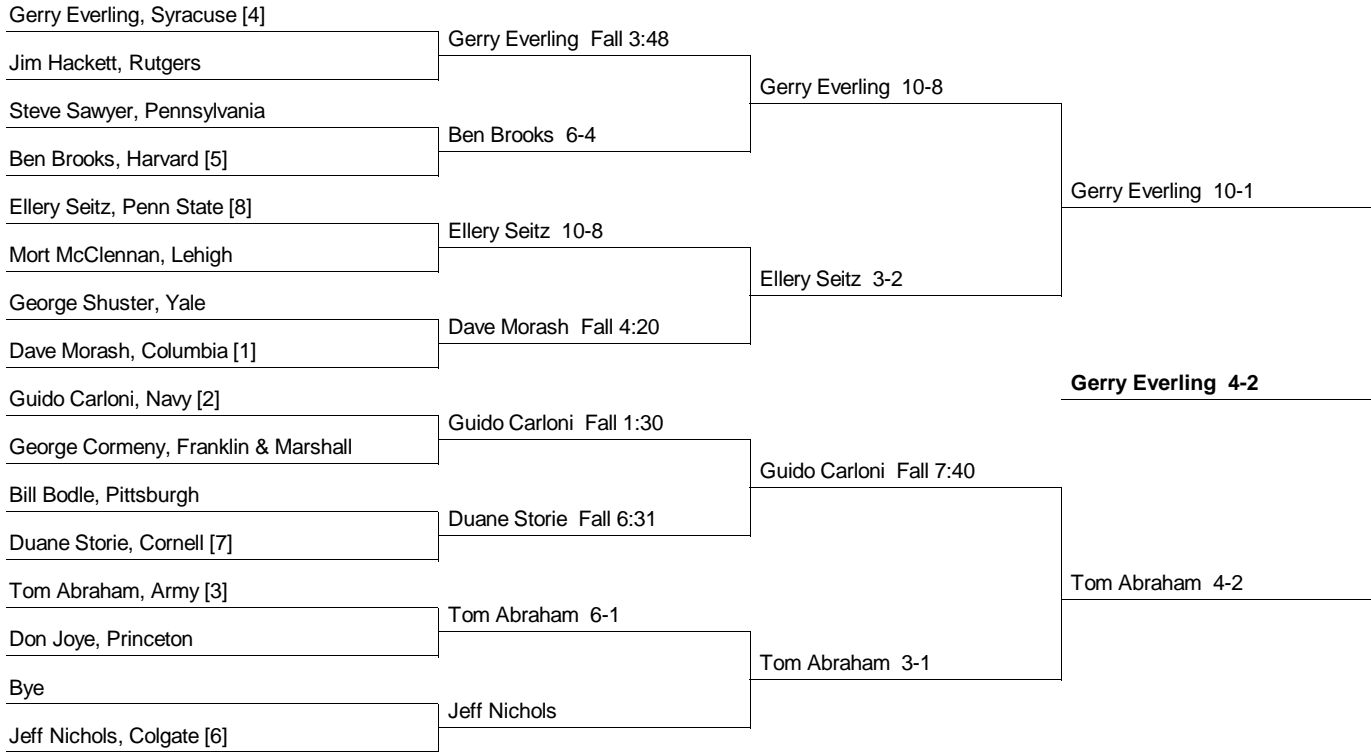 Gerry Everling, Syracuse [4]
Gerry Everling  Fall 3:48
Jim Hackett, Rutgers
Gerry Everling  10-8
Steve Sawyer, Pennsylvania
Ben Brooks  6-4
Ben Brooks, Harvard [5]
Gerry Everling  10-1
Ellery Seitz, Penn State [8]
Ellery Seitz  10-8
Mort McClennan, Lehigh
Ellery Seitz  3-2
George Shuster, Yale
Dave Morash  Fall 4:20
Dave Morash, Columbia [1]
Gerry Everling  4-2
Guido Carloni, Navy [2]
Guido Carloni  Fall 1:30
George Cormeny, Franklin & Marshall
Guido Carloni  Fall 7:40
Bill Bodle, Pittsburgh
Duane Storie  Fall 6:31
Duane Storie, Cornell [7]
Tom Abraham  4-2
Tom Abraham, Army [3]
Tom Abraham  6-1
Don Joye, Princeton
Tom Abraham  3-1
Bye
Jeff Nichols
Jeff Nichols, Colgate [6]